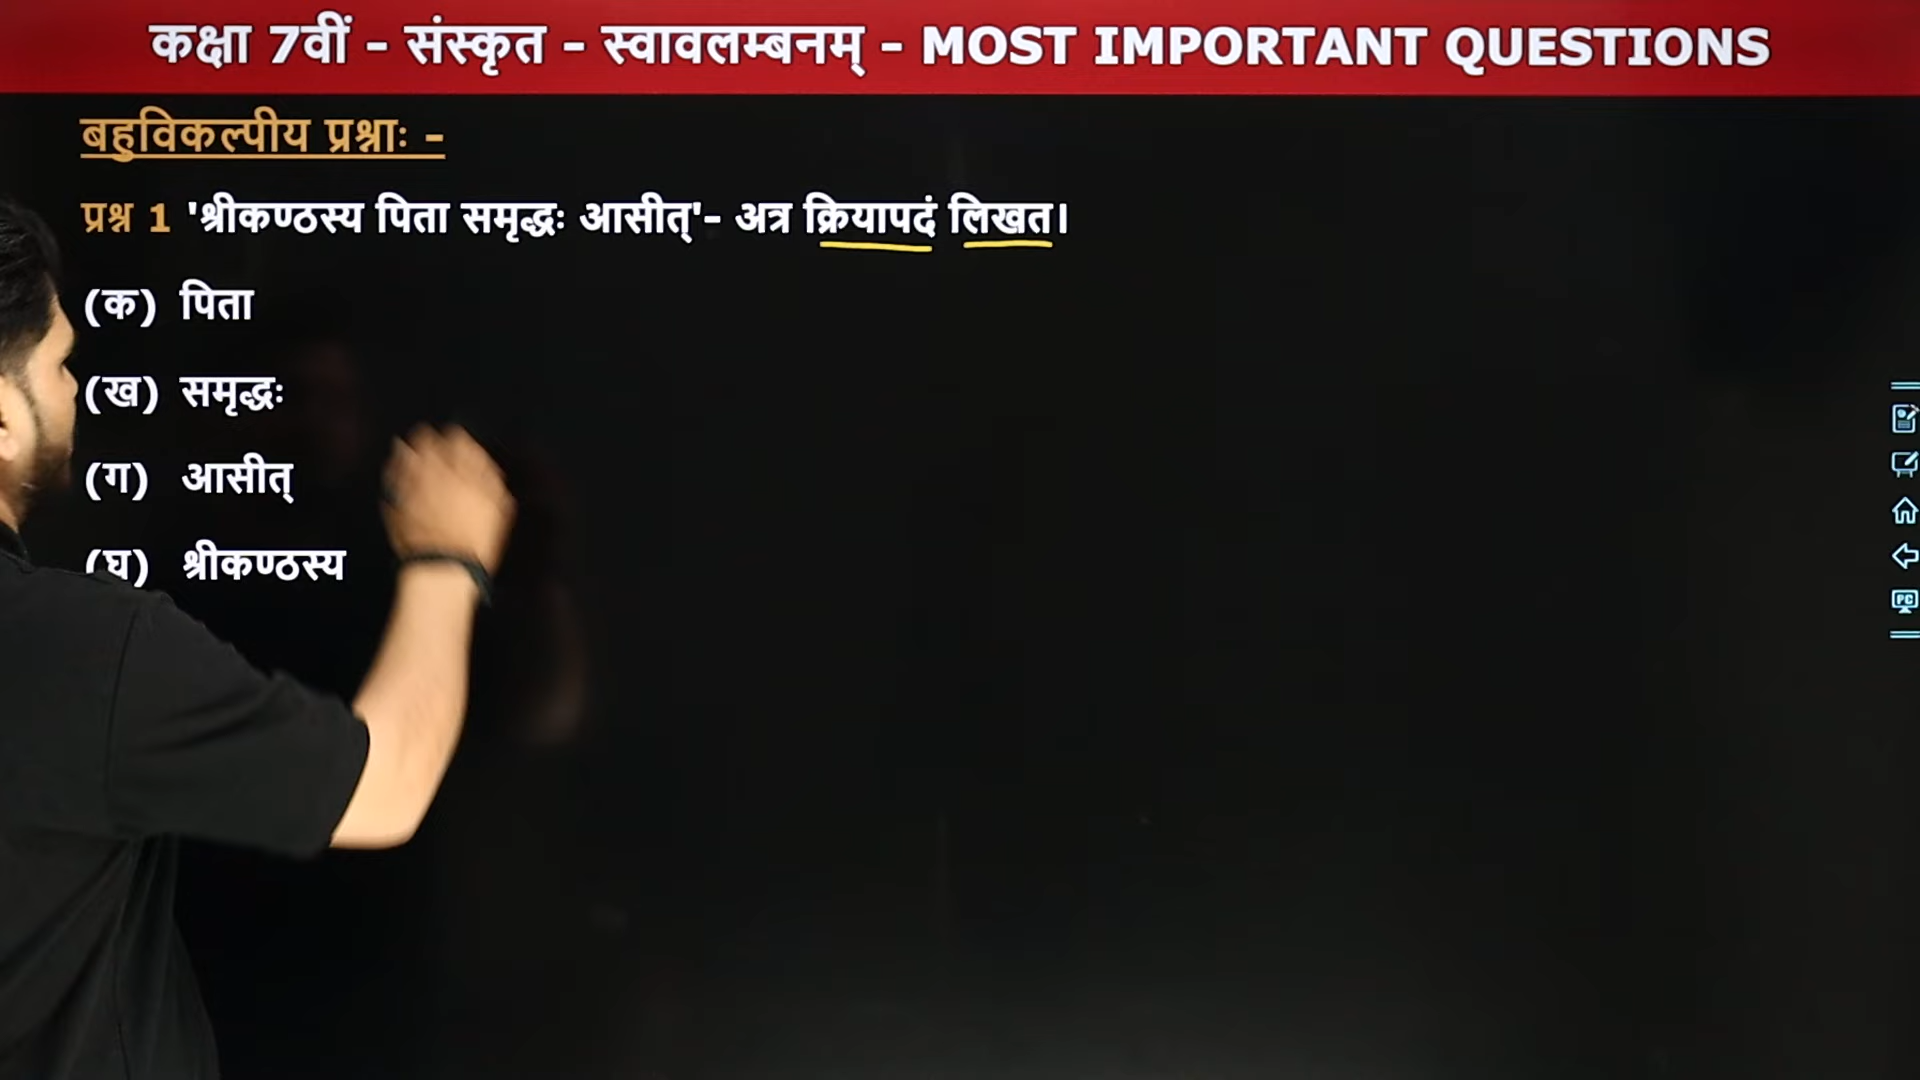 कक्षा 7वीं - संस्कृत - स्वावलम्बनम् - MOST IMPORTANT QUESTIONS
बहुविकल्पीय प्रश्नाः -
प्रश्न 1 'श्रीकण्ठस्य पिता समृद्धः आसीत्'- अत्र क्रियापदं लिखत।
(क) पिता
(ख) समृद्धः
(ग) आसीत्
(घ) श्रीकण्ठस्य
PC